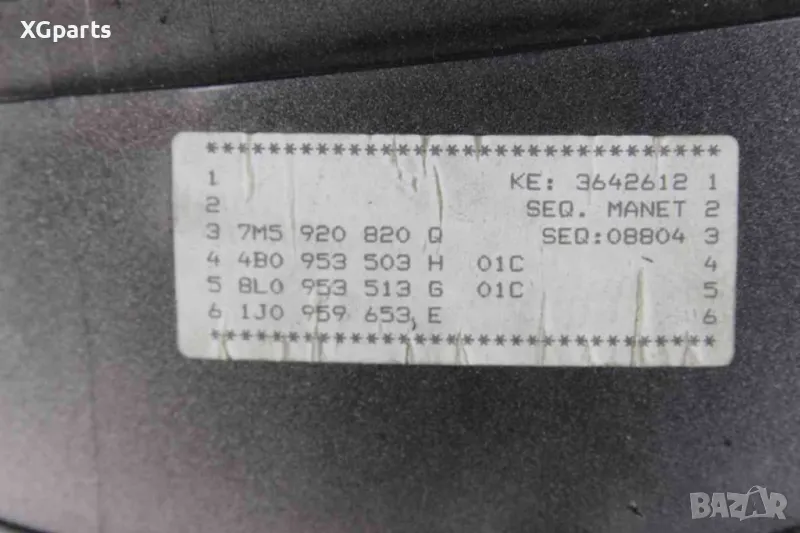 XGparts
************************************
1 KE: 3642612 1
2 SEQ. MANET 2
3 7M5 920 820 Q SEQ:08804 3
4 4B0 953 503 H 01C 4
5 8L0 953 513 G 01C 5
6 1J0 959 653 E 6
************************************
BAZAR